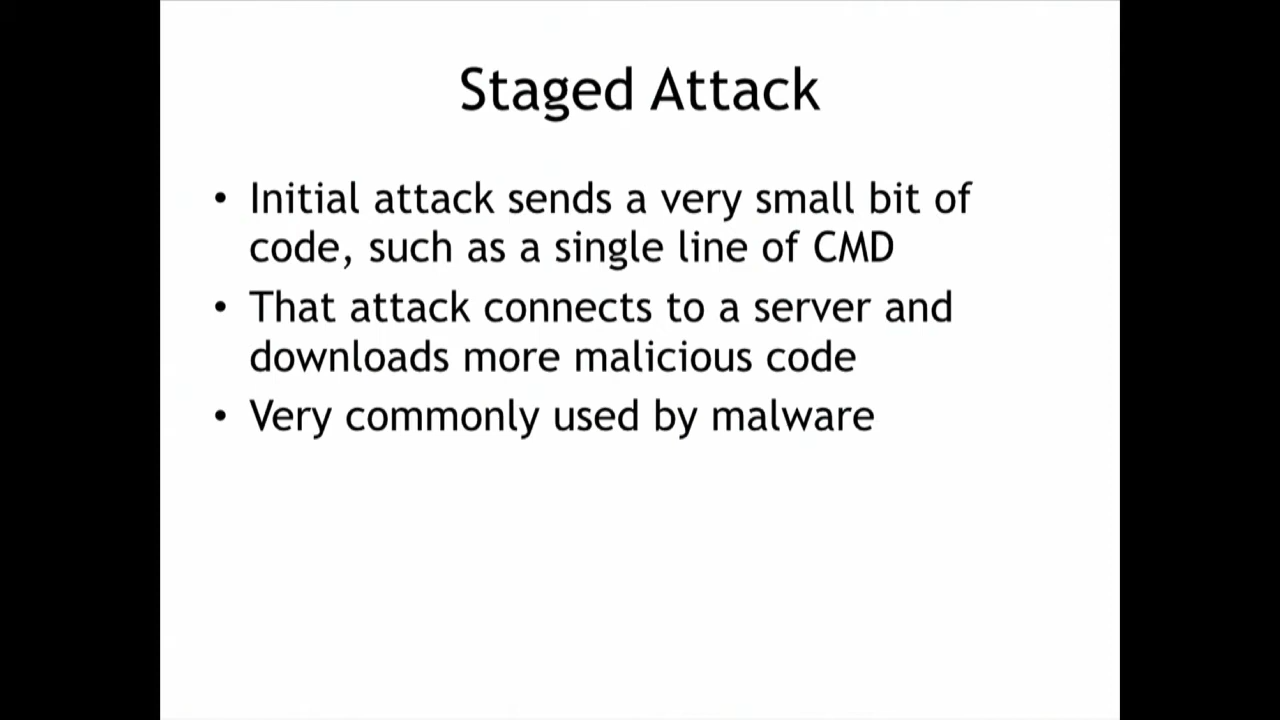 Staged Attack
• Initial attack sends a very small bit of
code, such as a single line of CMD
• That attack connects to a server and
downloads more malicious code
• Very commonly used by malware